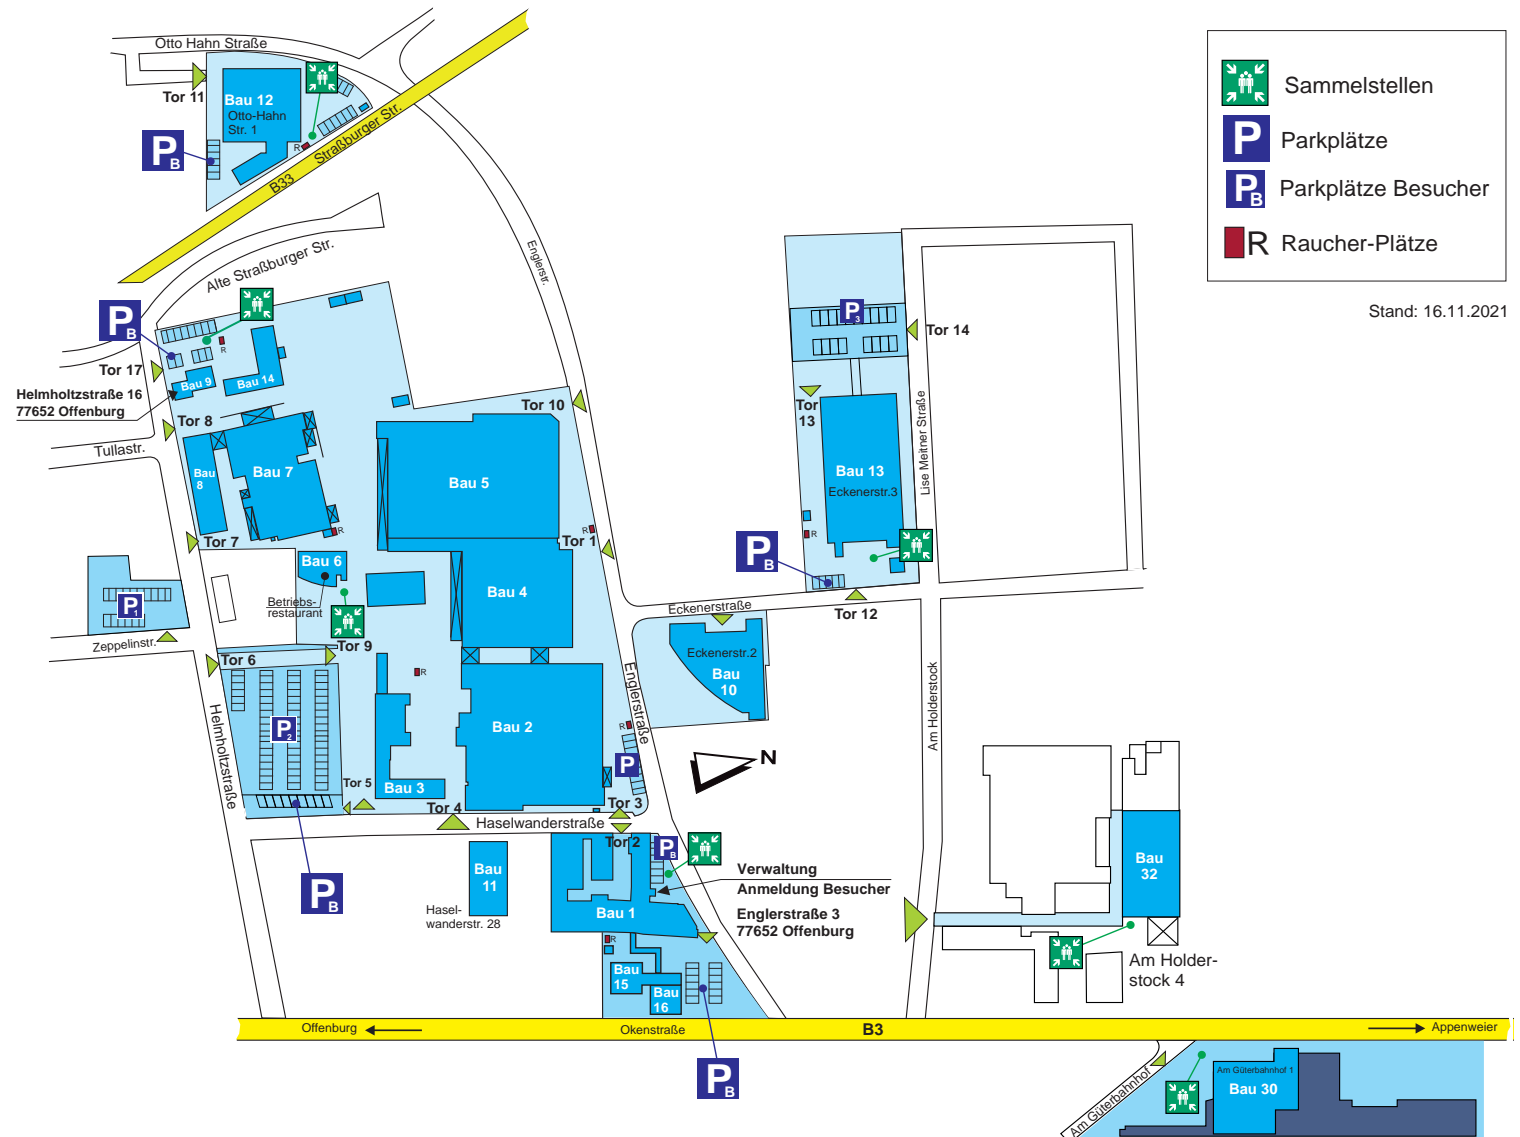 Otto Hahn Straße
Tor 11
Bau 12
Otto-Hahn
Str. 1
P B
R
B33
Straßburger Str.
Sammelstellen
P
Parkplätze
P B
Parkplätze Besucher
R
Raucher-Plätze
Stand: 16.11.2021
Alte Straßburger Str.
Englerstr.
P B
R
Tor 17
Bau 9
Bau 14
Helmholtzstraße 16
77652 Offenburg
Tor 8
Tullastr.
Bau
8
Bau 7
R
Tor 10
Bau 5
P3
Tor 14
Tor
13
Lise Meitner Straße
Bau 13
Eckenerstr.3
R
P B
Tor 12
R
Tor 1
Tor 7
Bau 6
Betriebs-
restaurant
Bau 4
P1
Zeppelinstr.
Tor 9
Tor 6
R
Eckenerstraße
Eckenerstr.2
Bau
10
Englerstraße
Am Holderstock
Helmholtzstraße
P2
Bau 2
R
P
N
Tor 5
Bau 3
Tor 4
Tor 3
Haselwanderstraße
Tor 2
P B
P B
Bau
11
Hasel-
wanderstr. 28
Bau 1
Verwaltung
Anmeldung Besucher
Englerstraße 3
77652 Offenburg
Bau
32
R
Bau
15
Bau
16
Am Holder-
stock 4
Offenburg
Okenstraße
B3
Appenweier
P B
Am Güterbahnhof
Am Güterbahnhof 1
Bau 30